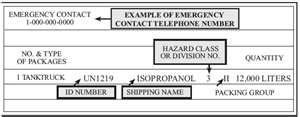 EMERGENCY CONTACT
1-000-000-0000
EXAMPLE OF EMERGENCY
CONTACT TELEPHONE NUMBER
HAZARD CLASS
OR DIVISION NO.
NO. & TYPE
OF PACKAGES
QUANTITY
1 TANKTRUCK UN1219 ISOPROPANOL 3 II 12,000 LITERS
ID NUMBER SHIPPING NAME PACKING GROUP